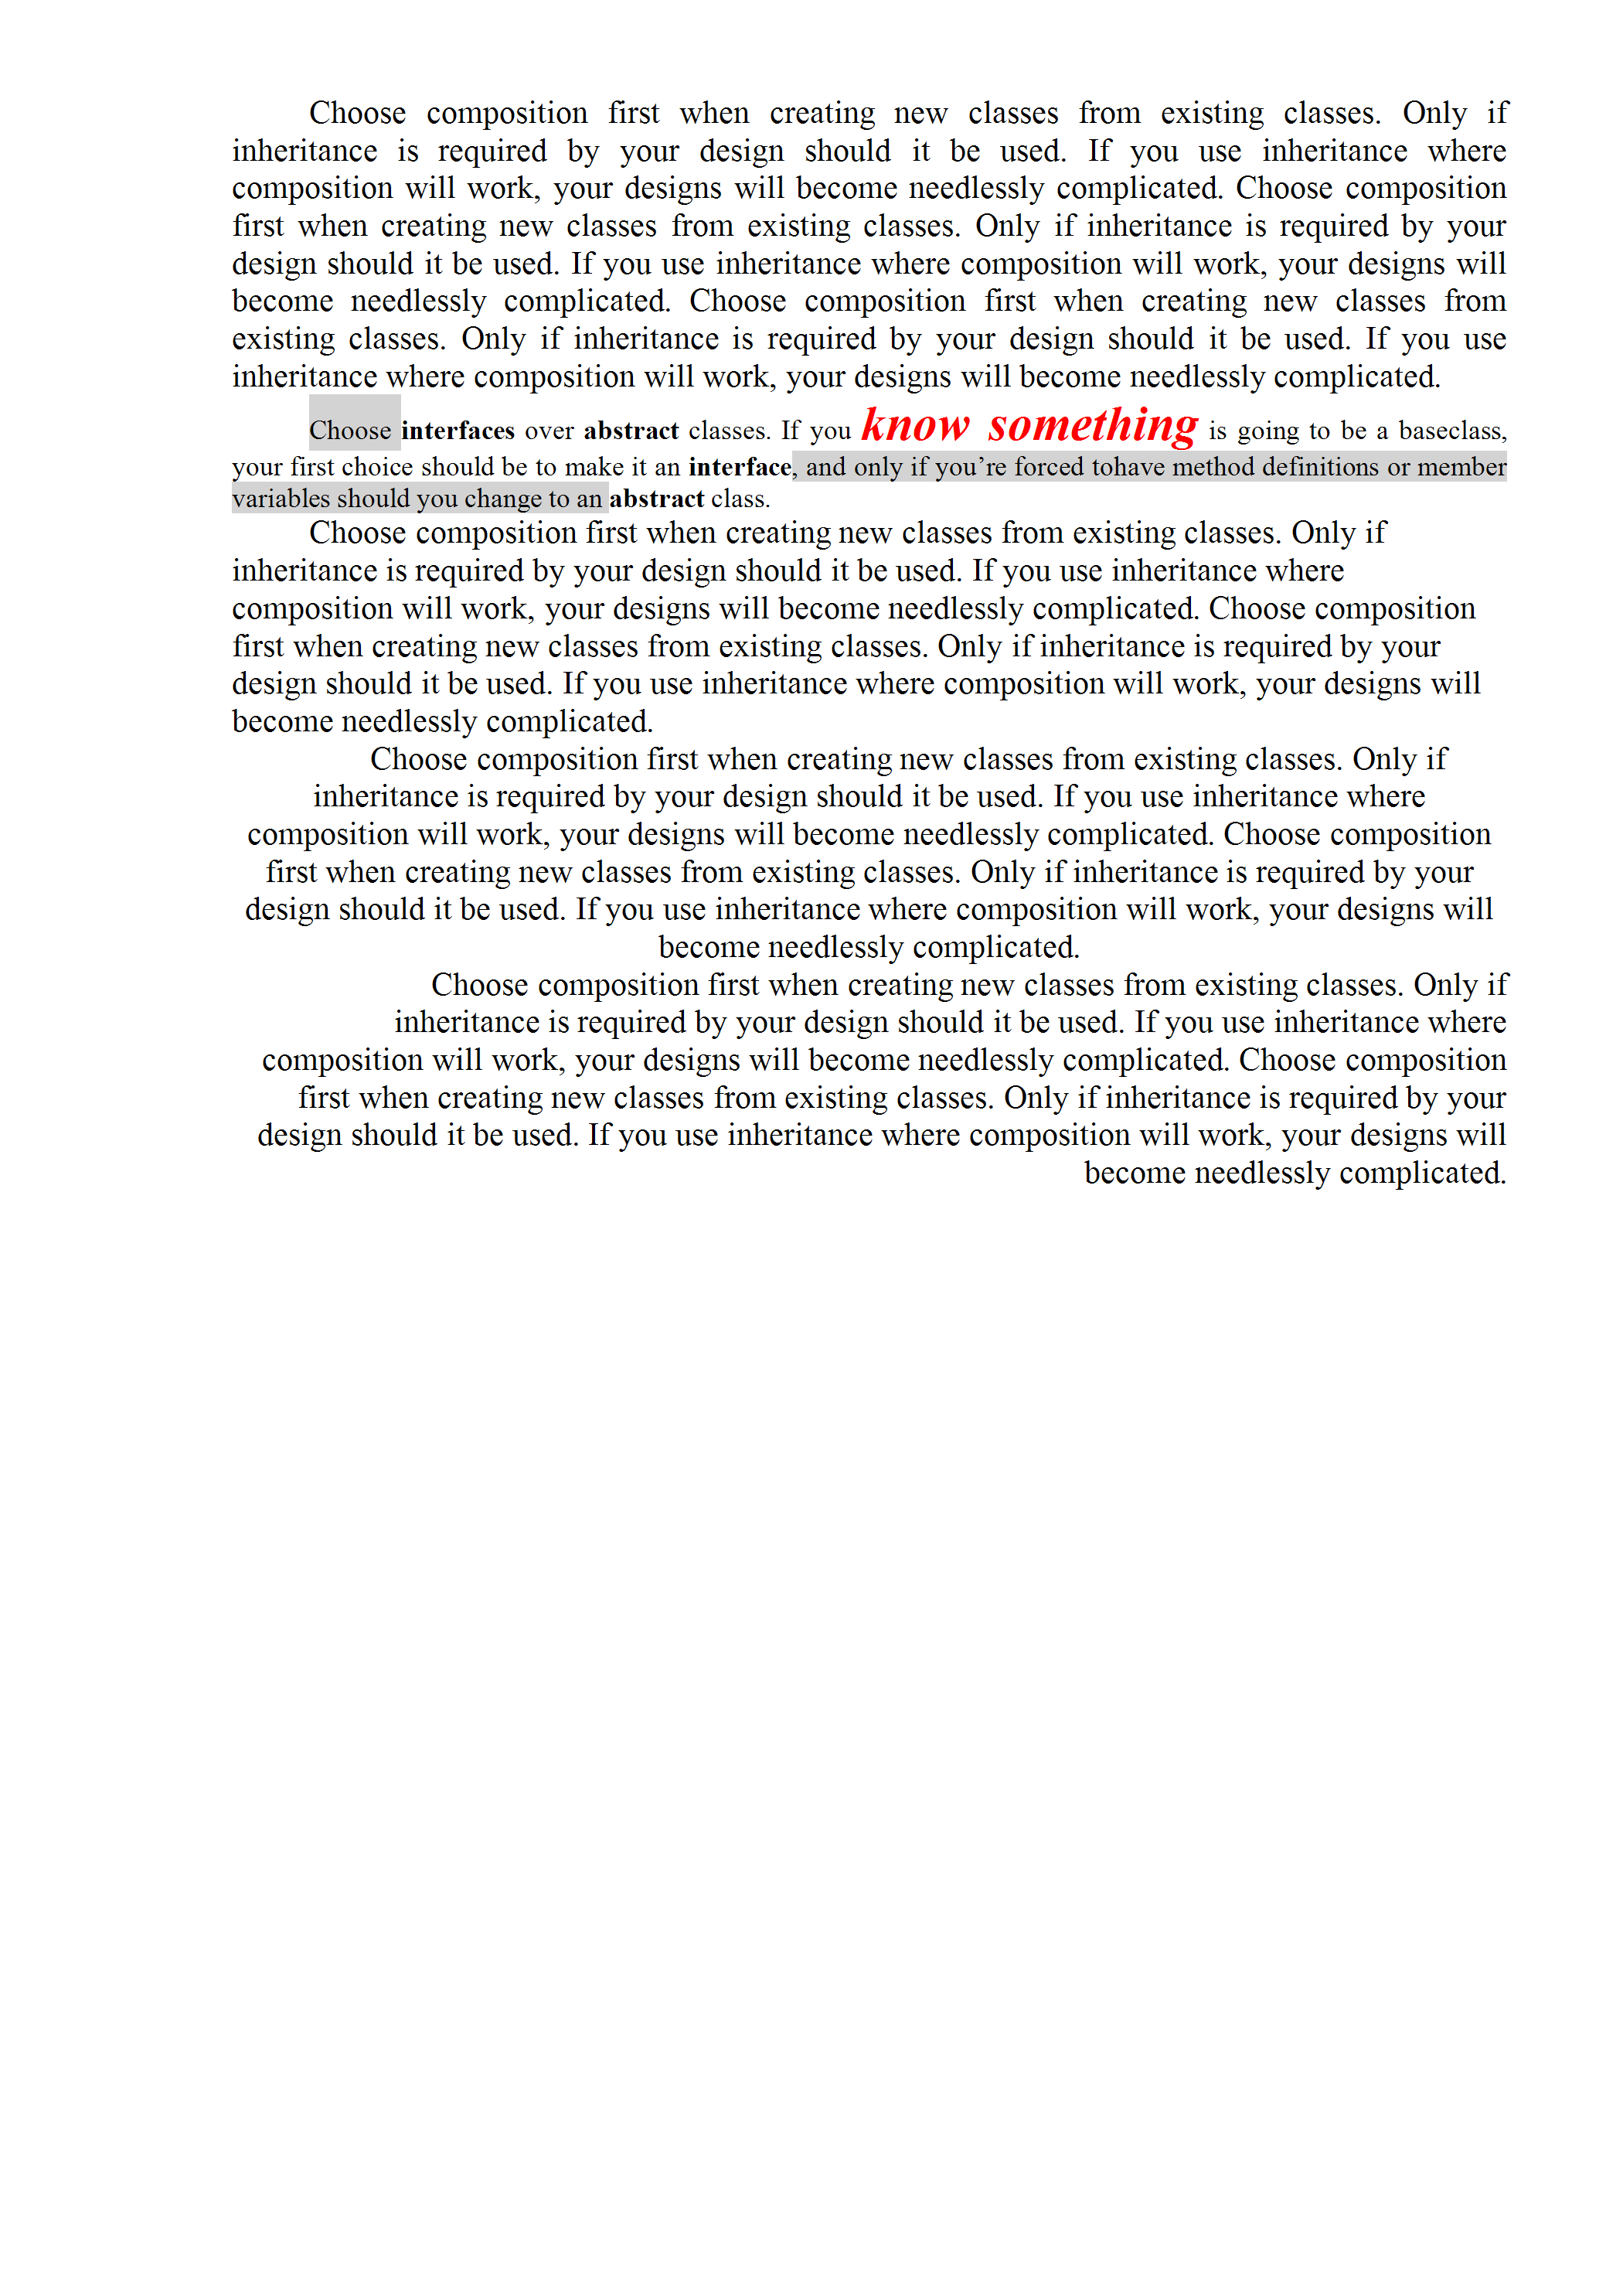 Choose composition first when creating new classes from existing classes. Only if
inheritance is required by your design should it be used. If you use inheritance where
composition will work, your designs will become needlessly complicated. Choose composition
first when creating new classes from existing classes. Only if inheritance is required by your
design should it be used. If you use inheritance where composition will work, your designs will
become needlessly complicated. Choose composition first when creating new classes from
existing classes. Only if inheritance is required by your design should it be used. If you use
inheritance where composition will work, your designs will become needlessly complicated.
Choose interfaces over abstract classes. If you know something is going to be a baseclass,
your first choice should be to make it an interface, and only if you’re forced tohave method definitions or member
variables should you change to an abstract class.
Choose composition first when creating new classes from existing classes. Only if
inheritance is required by your design should it be used. If you use inheritance where
composition will work, your designs will become needlessly complicated. Choose composition
first when creating new classes from existing classes. Only if inheritance is required by your
design should it be used. If you use inheritance where composition will work, your designs will
become needlessly complicated.
Choose composition first when creating new classes from existing classes. Only if
inheritance is required by your design should it be used. If you use inheritance where
composition will work, your designs will become needlessly complicated. Choose composition
first when creating new classes from existing classes. Only if inheritance is required by your
design should it be used. If you use inheritance where composition will work, your designs will
become needlessly complicated.
Choose composition first when creating new classes from existing classes. Only if
inheritance is required by your design should it be used. If you use inheritance where
composition will work, your designs will become needlessly complicated. Choose composition
first when creating new classes from existing classes. Only if inheritance is required by your
design should it be used. If you use inheritance where composition will work, your designs will
become needlessly complicated.